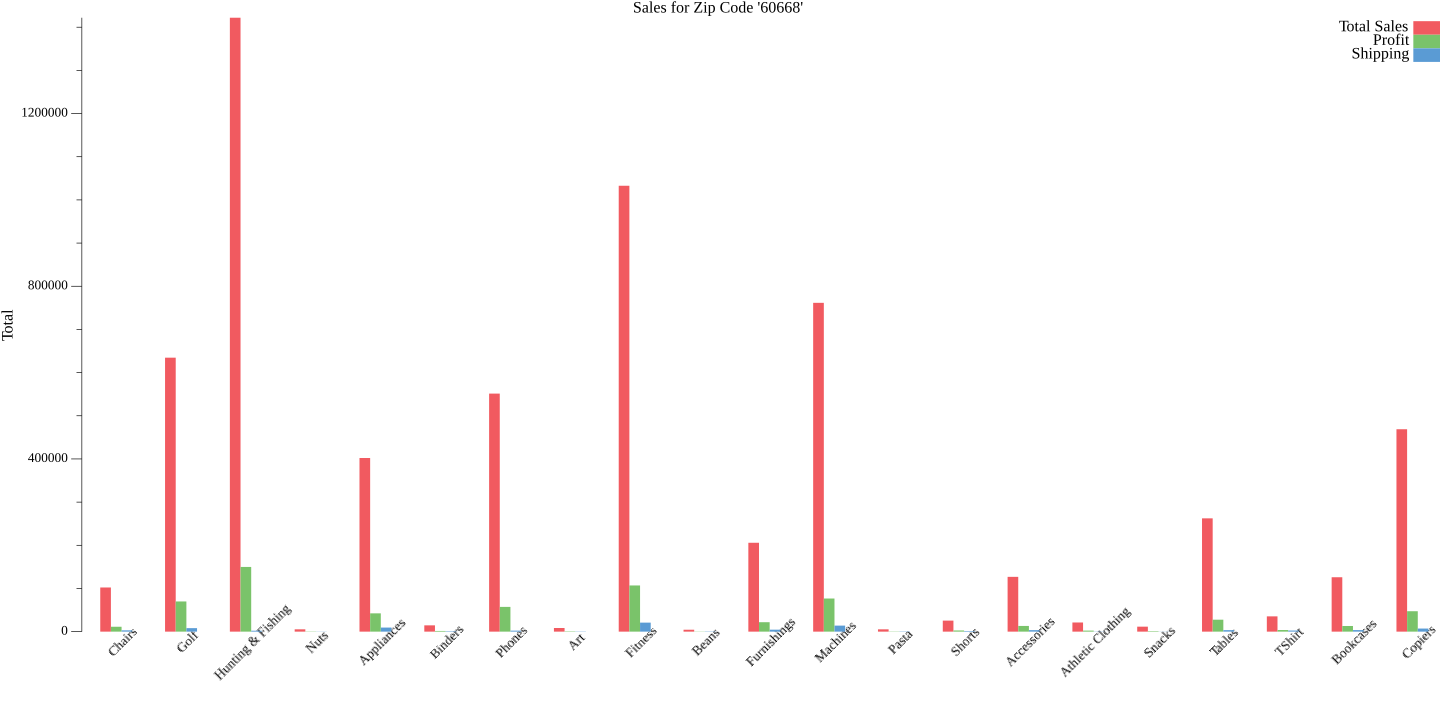 Sales for Zip Code '60668'
Total Sales
Profit
Shipping
Total
1200000
800000
400000
0
Chairs
Golf
Hunting & Fishing
Nuts
Appliances
Binders
Phones
Art
Fitness
Beans
Furnishings
Machines
Pasta
Shorts
Accessories
Athletic Clothing
Snacks
Tables
TShirt
Bookcases
Copiers